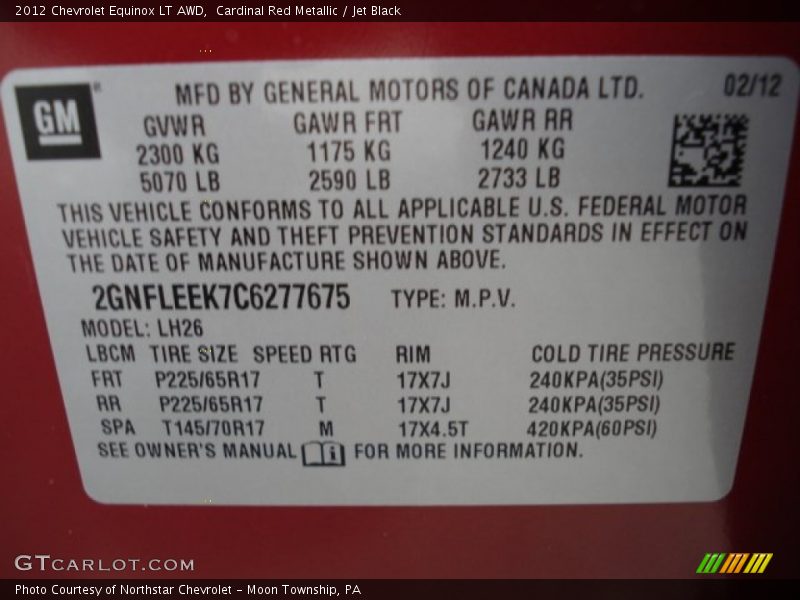 2012 Chevrolet Equinox LT AWD,  Cardinal Red Metallic / Jet Black
GM ®
MFD BY GENERAL MOTORS OF CANADA LTD. 02/12
GVWR GAWR FRT GAWR RR
2300 KG 1175 KG 1240 KG
5070 LB 2590 LB 2733 LB
THIS VEHICLE CONFORMS TO ALL APPLICABLE U.S. FEDERAL MOTOR
VEHICLE SAFETY AND THEFT PREVENTION STANDARDS IN EFFECT ON
THE DATE OF MANUFACTURE SHOWN ABOVE.
2GNFLEEK7C6277675 TYPE: M.P.V.
MODEL: LH26
LBCM TIRE SIZE SPEED RTG RIM COLD TIRE PRESSURE
FRT P225/65R17 T 17X7J 240KPA(35PSI)
RR P225/65R17 T 17X7J 240KPA(35PSI)
SPA T145/70R17 M 17X4.5T 420KPA(60PSI)
SEE OWNER'S MANUAL i FOR MORE INFORMATION.
GTCARLOT.COM
Photo Courtesy of Northstar Chevrolet - Moon Township, PA